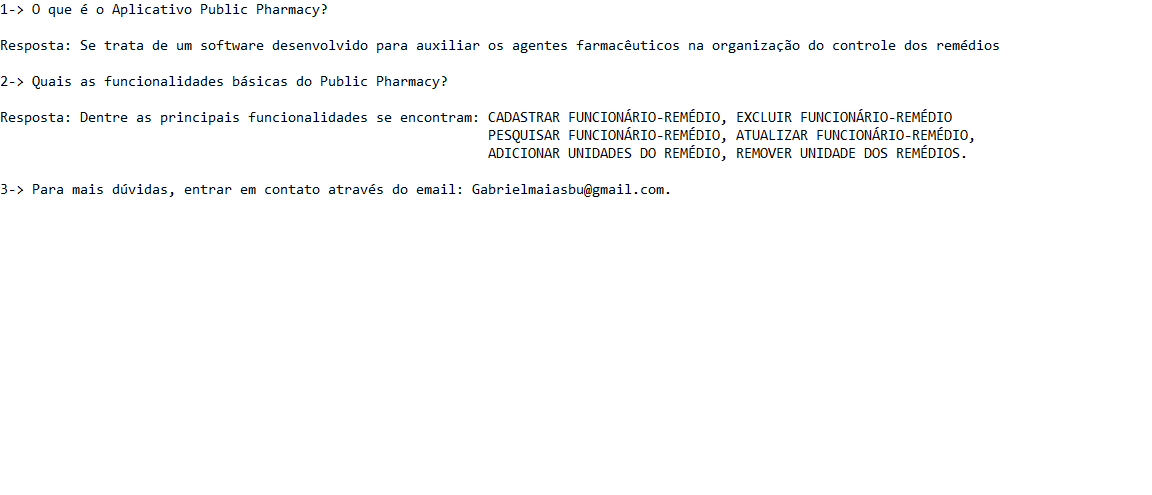 1-> O que é o Aplicativo Public Pharmacy?
Resposta: Se trata de um software desenvolvido para auxiliar os agentes farmacêuticos na organização do controle dos remédios
2-> Quais as funcionalidades básicas do Public Pharmacy?
Resposta: Dentre as principais funcionalidades se encontram: CADASTRAR FUNCIONÁRIO-REMÉDIO, EXCLUIR FUNCIONÁRIO-REMÉDIO
PESQUISAR FUNCIONÁRIO-REMÉDIO, ATUALIZAR FUNCIONÁRIO-REMÉDIO,
ADICIONAR UNIDADES DO REMÉDIO, REMOVER UNIDADE DOS REMÉDIOS.
3-> Para mais dúvidas, entrar em contato através do email: Gabrielmaiasbu@gmail.com.